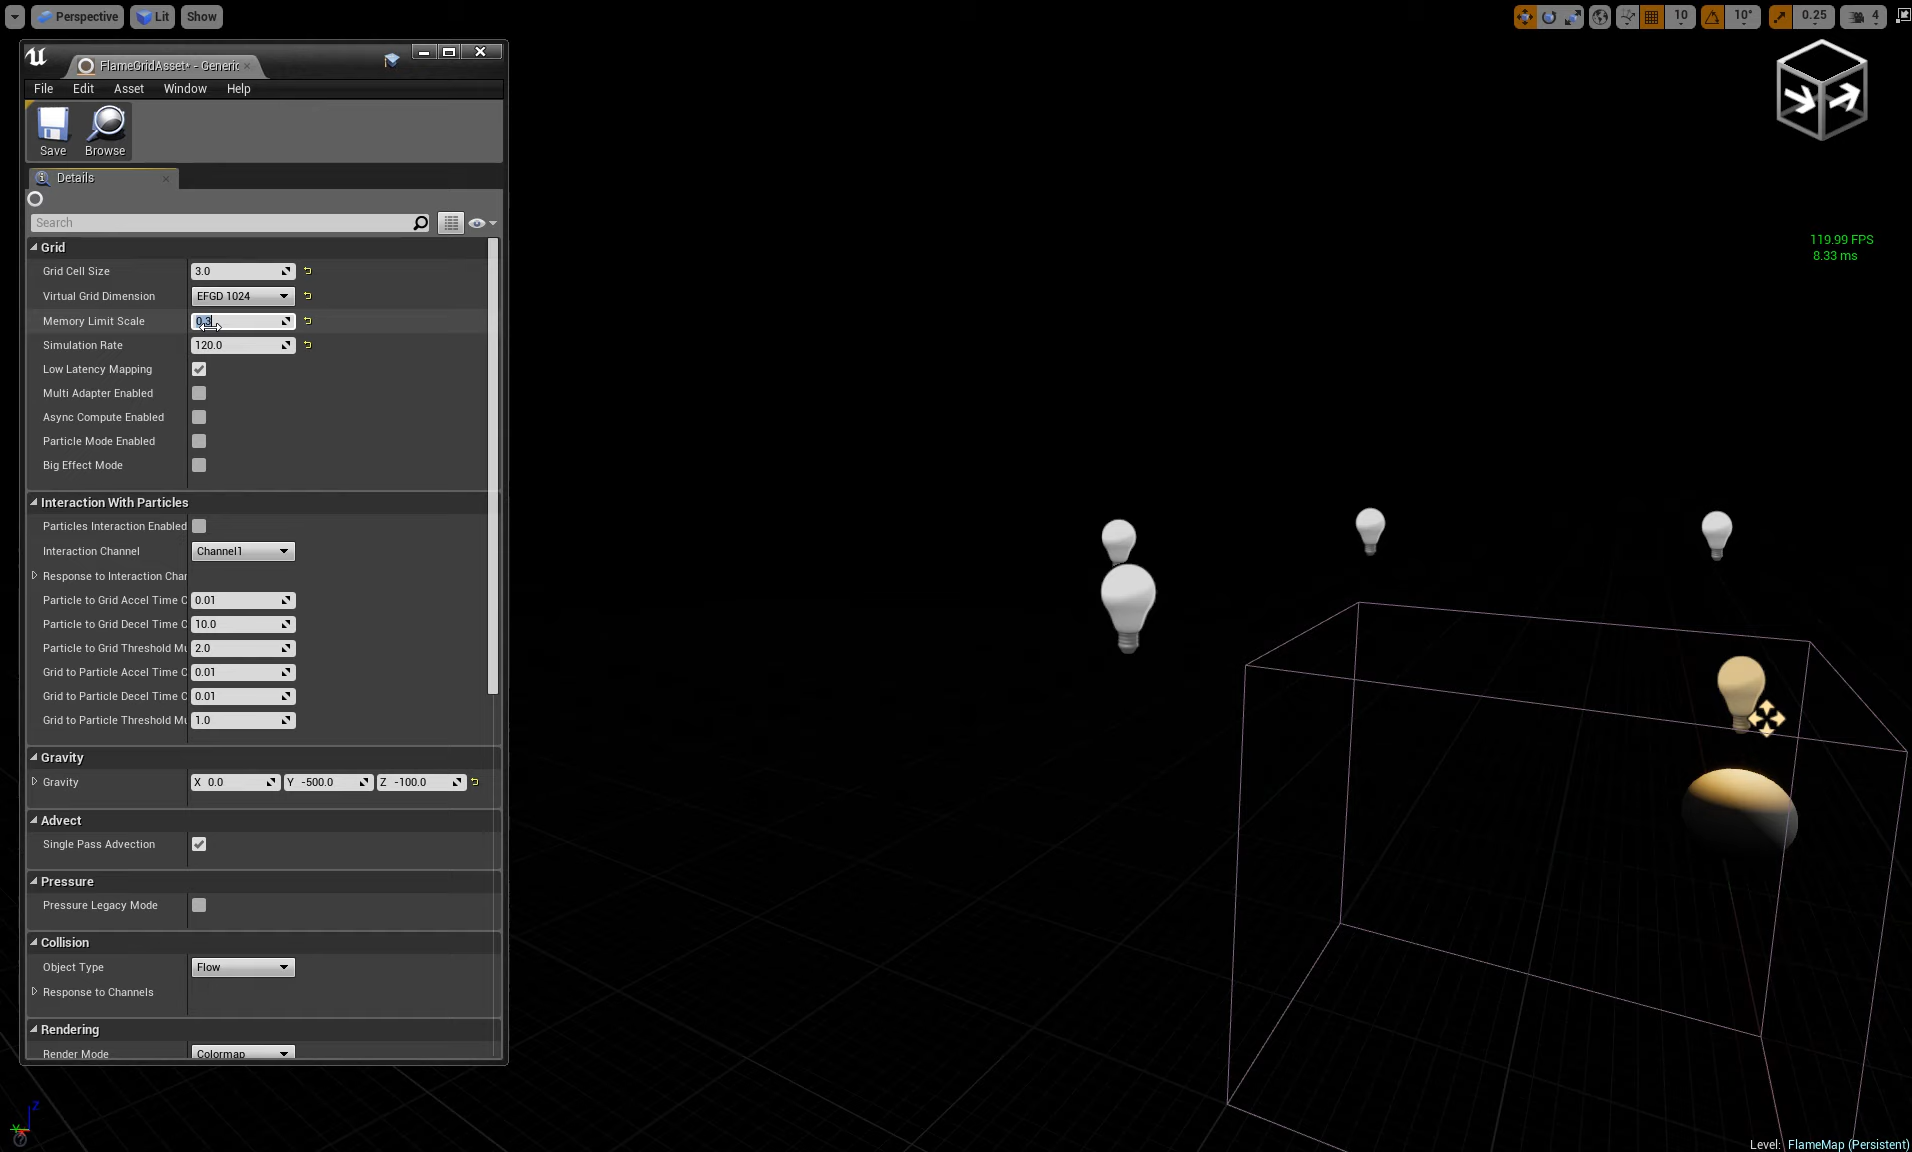 Perspective Lit Show 10 10° 0.25 4
FlameGridAsset* - Generic
File Edit Asset Window Help
Save Browse
Details
Search
119.99 FPS
8.33 ms
Grid
Grid Cell Size 3.0
Virtual Grid Dimension EFGD 1024
Memory Limit Scale 0.3
Simulation Rate 120.0
Low Latency Mapping
Multi Adapter Enabled
Async Compute Enabled
Particle Mode Enabled
Big Effect Mode
Interaction With Particles
Particles Interaction Enabled
Interaction Channel Channel1
Response to Interaction Chan
Particle to Grid Accel Time C 0.01
Particle to Grid Decel Time C 10.0
Particle to Grid Threshold Mu 2.0
Grid to Particle Accel Time C 0.01
Grid to Particle Decel Time C 0.01
Grid to Particle Threshold Mu 1.0
Gravity
Gravity X 0.0 Y -500.0 Z -100.0
Advect
Single Pass Advection
Pressure
Pressure Legacy Mode
Collision
Object Type Flow
Response to Channels
Rendering
Render Mode Colormap
Z
Y
Level: FlameMap (Persistent)